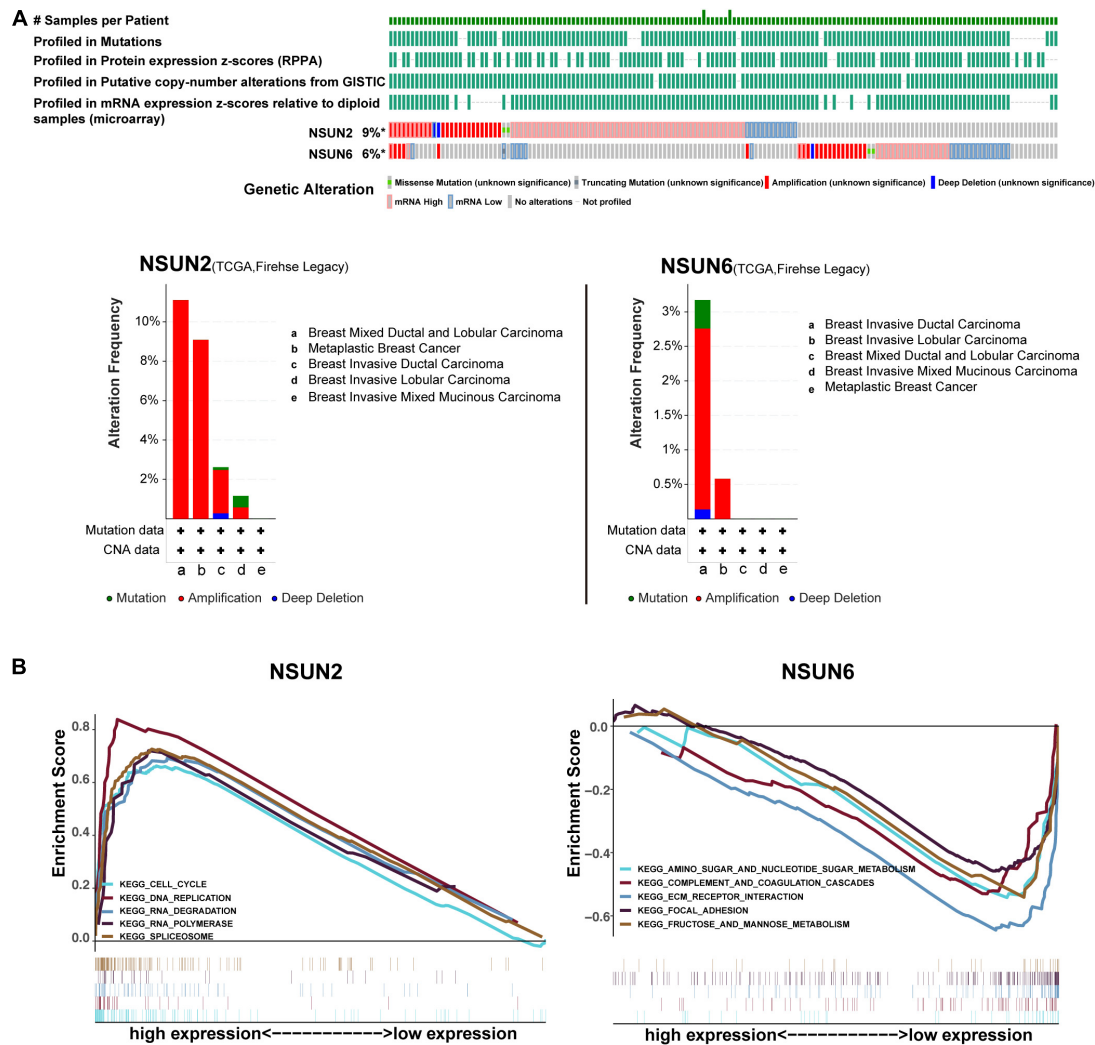 A
# Samples per Patient
Profiled in Mutations
Profiled in Protein expression z-scores (RPPA)
Profiled in Putative copy-number alterations from GISTIC
Profiled in mRNA expression z-scores relative to diploid
samples (microarray)
NSUN2 9%*
NSUN6 6%*
Genetic Alteration
Missense Mutation (unknown significance) Truncating Mutation (unknown significance) Amplification (unknown significance) Deep Deletion (unknown significance)
mRNA High mRNA Low No alterations Not profiled
NSUN2(TCGA,Firehse Legacy)
Alteration Frequency
10%
8%
6%
4%
2%
a Breast Mixed Ductal and Lobular Carcinoma
b Metaplastic Breast Cancer
c Breast Invasive Ductal Carcinoma
d Breast Invasive Lobular Carcinoma
e Breast Invasive Mixed Mucinous Carcinoma
Mutation data + + + + +
CNA data + + + + +
a b c d e
Mutation Amplification Deep Deletion
NSUN6(TCGA,Firehse Legacy)
Alteration Frequency
3%
2.5%
2%
1.5%
1%
0.5%
a Breast Invasive Ductal Carcinoma
b Breast Invasive Lobular Carcinoma
c Breast Mixed Ductal and Lobular Carcinoma
d Breast Invasive Mixed Mucinous Carcinoma
e Metaplastic Breast Cancer
Mutation data + + + + +
CNA data + + + + +
a b c d e
Mutation Amplification Deep Deletion
B
NSUN2
Enrichment Score
0.8
0.6
0.4
0.2
0.0
KEGG_CELL_CYCLE
KEGG_DNA_REPLICATION
KEGG_RNA_DEGRADATION
KEGG_RNA_POLYMERASE
KEGG_SPLICEOSOME
high expression<------------->low expression
NSUN6
Enrichment Score
0.0
−0.2
−0.4
−0.6
KEGG_AMINO_SUGAR_AND_NUCLEOTIDE_SUGAR_METABOLISM
KEGG_COMPLEMENT_AND_COAGULATION_CASCADES
KEGG_ECM_RECEPTOR_INTERACTION
KEGG_FOCAL_ADHESION
KEGG_FRUCTOSE_AND_MANNOSE_METABOLISM
high expression<------------->low expression